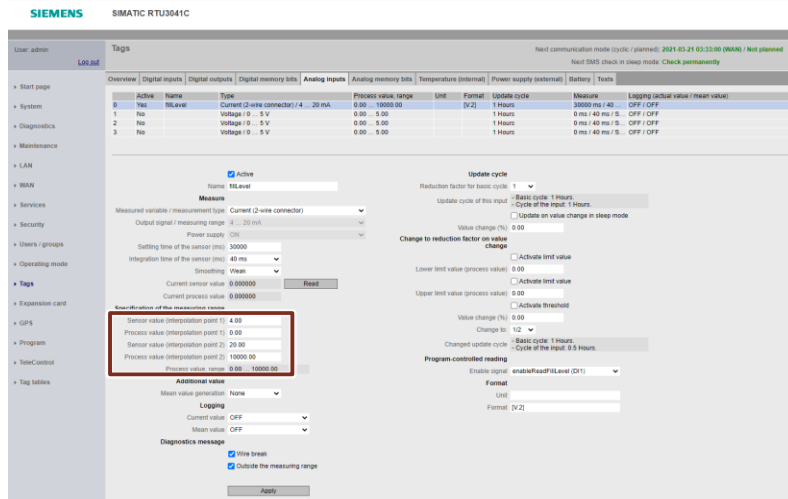 SIEMENS SIMATIC RTU3041C
User: admin
Log out
Tags
Next communication mode (cyclic / planned): 2021-03-21 03:33:00 (WAN) / Not planned
Next SMS check in sleep mode: Check permanently
Start page
System
Diagnostics
Maintenance
LAN
WAN
Services
Security
Users / groups
Operating mode
Tags
Expansion card
GPS
Program
TeleControl
Tag tables
Overview Digital inputs Digital outputs Digital memory bits Analog inputs Analog memory bits Temperature (internal) Power supply (external) Battery Texts
Active Name Type Process value, range Unit Format Update cycle Measure Logging (actual value / mean value)
0 Yes fillLevel Current (2-wire connector) / 4 ... 20 mA 0.00 ... 10000.00 [V.2] 1 Hours 30000 ms / 40 ... OFF / OFF
1 No Voltage / 0 ... 5 V 0.00 ... 5.00 1 Hours 0 ms / 40 ms / S... OFF / OFF
2 No Voltage / 0 ... 5 V 0.00 ... 5.00 1 Hours 0 ms / 40 ms / S... OFF / OFF
3 No Voltage / 0 ... 5 V 0.00 ... 5.00 1 Hours 0 ms / 40 ms / S... OFF / OFF
Active
Name fillLevel
Measure
Measured variable / measurement type Current (2-wire connector)
Output signal / measuring range 4 ... 20 mA
Power supply ON
Settling time of the sensor (ms) 30000
Integration time of the sensor (ms) 40 ms
Smoothing Weak
Current sensor value 0.000000 Read
Current process value 0.000000
Specification of the measuring range
Sensor value (interpolation point 1) 4.00
Process value (interpolation point 1) 0.00
Sensor value (interpolation point 2) 20.00
Process value (interpolation point 2) 10000.00
Process value, range 0.00 ... 10000.00
Additional value
Mean value generation None
Logging
Current value OFF
Mean value OFF
Diagnostics message
Wire break
Outside the measuring range
Apply
Update cycle
Reduction factor for basic cycle 1
Update cycle of this input - Basic cycle: 1 Hours.
- Cycle of the input: 1 Hours.
Update on value change in sleep mode
Value change (%) 0.00
Change to reduction factor on value
change
Activate limit value
Lower limit value (process value) 0.00
Activate limit value
Upper limit value (process value) 0.00
Activate threshold
Value change (%) 0.00
Change to: 1/2
Changed update cycle - Basic cycle: 1 Hours.
- Cycle of the input: 0.5 Hours.
Program-controlled reading
Enable signal enableReadFillLevel (DI1)
Format
Unit
Format [V.2]